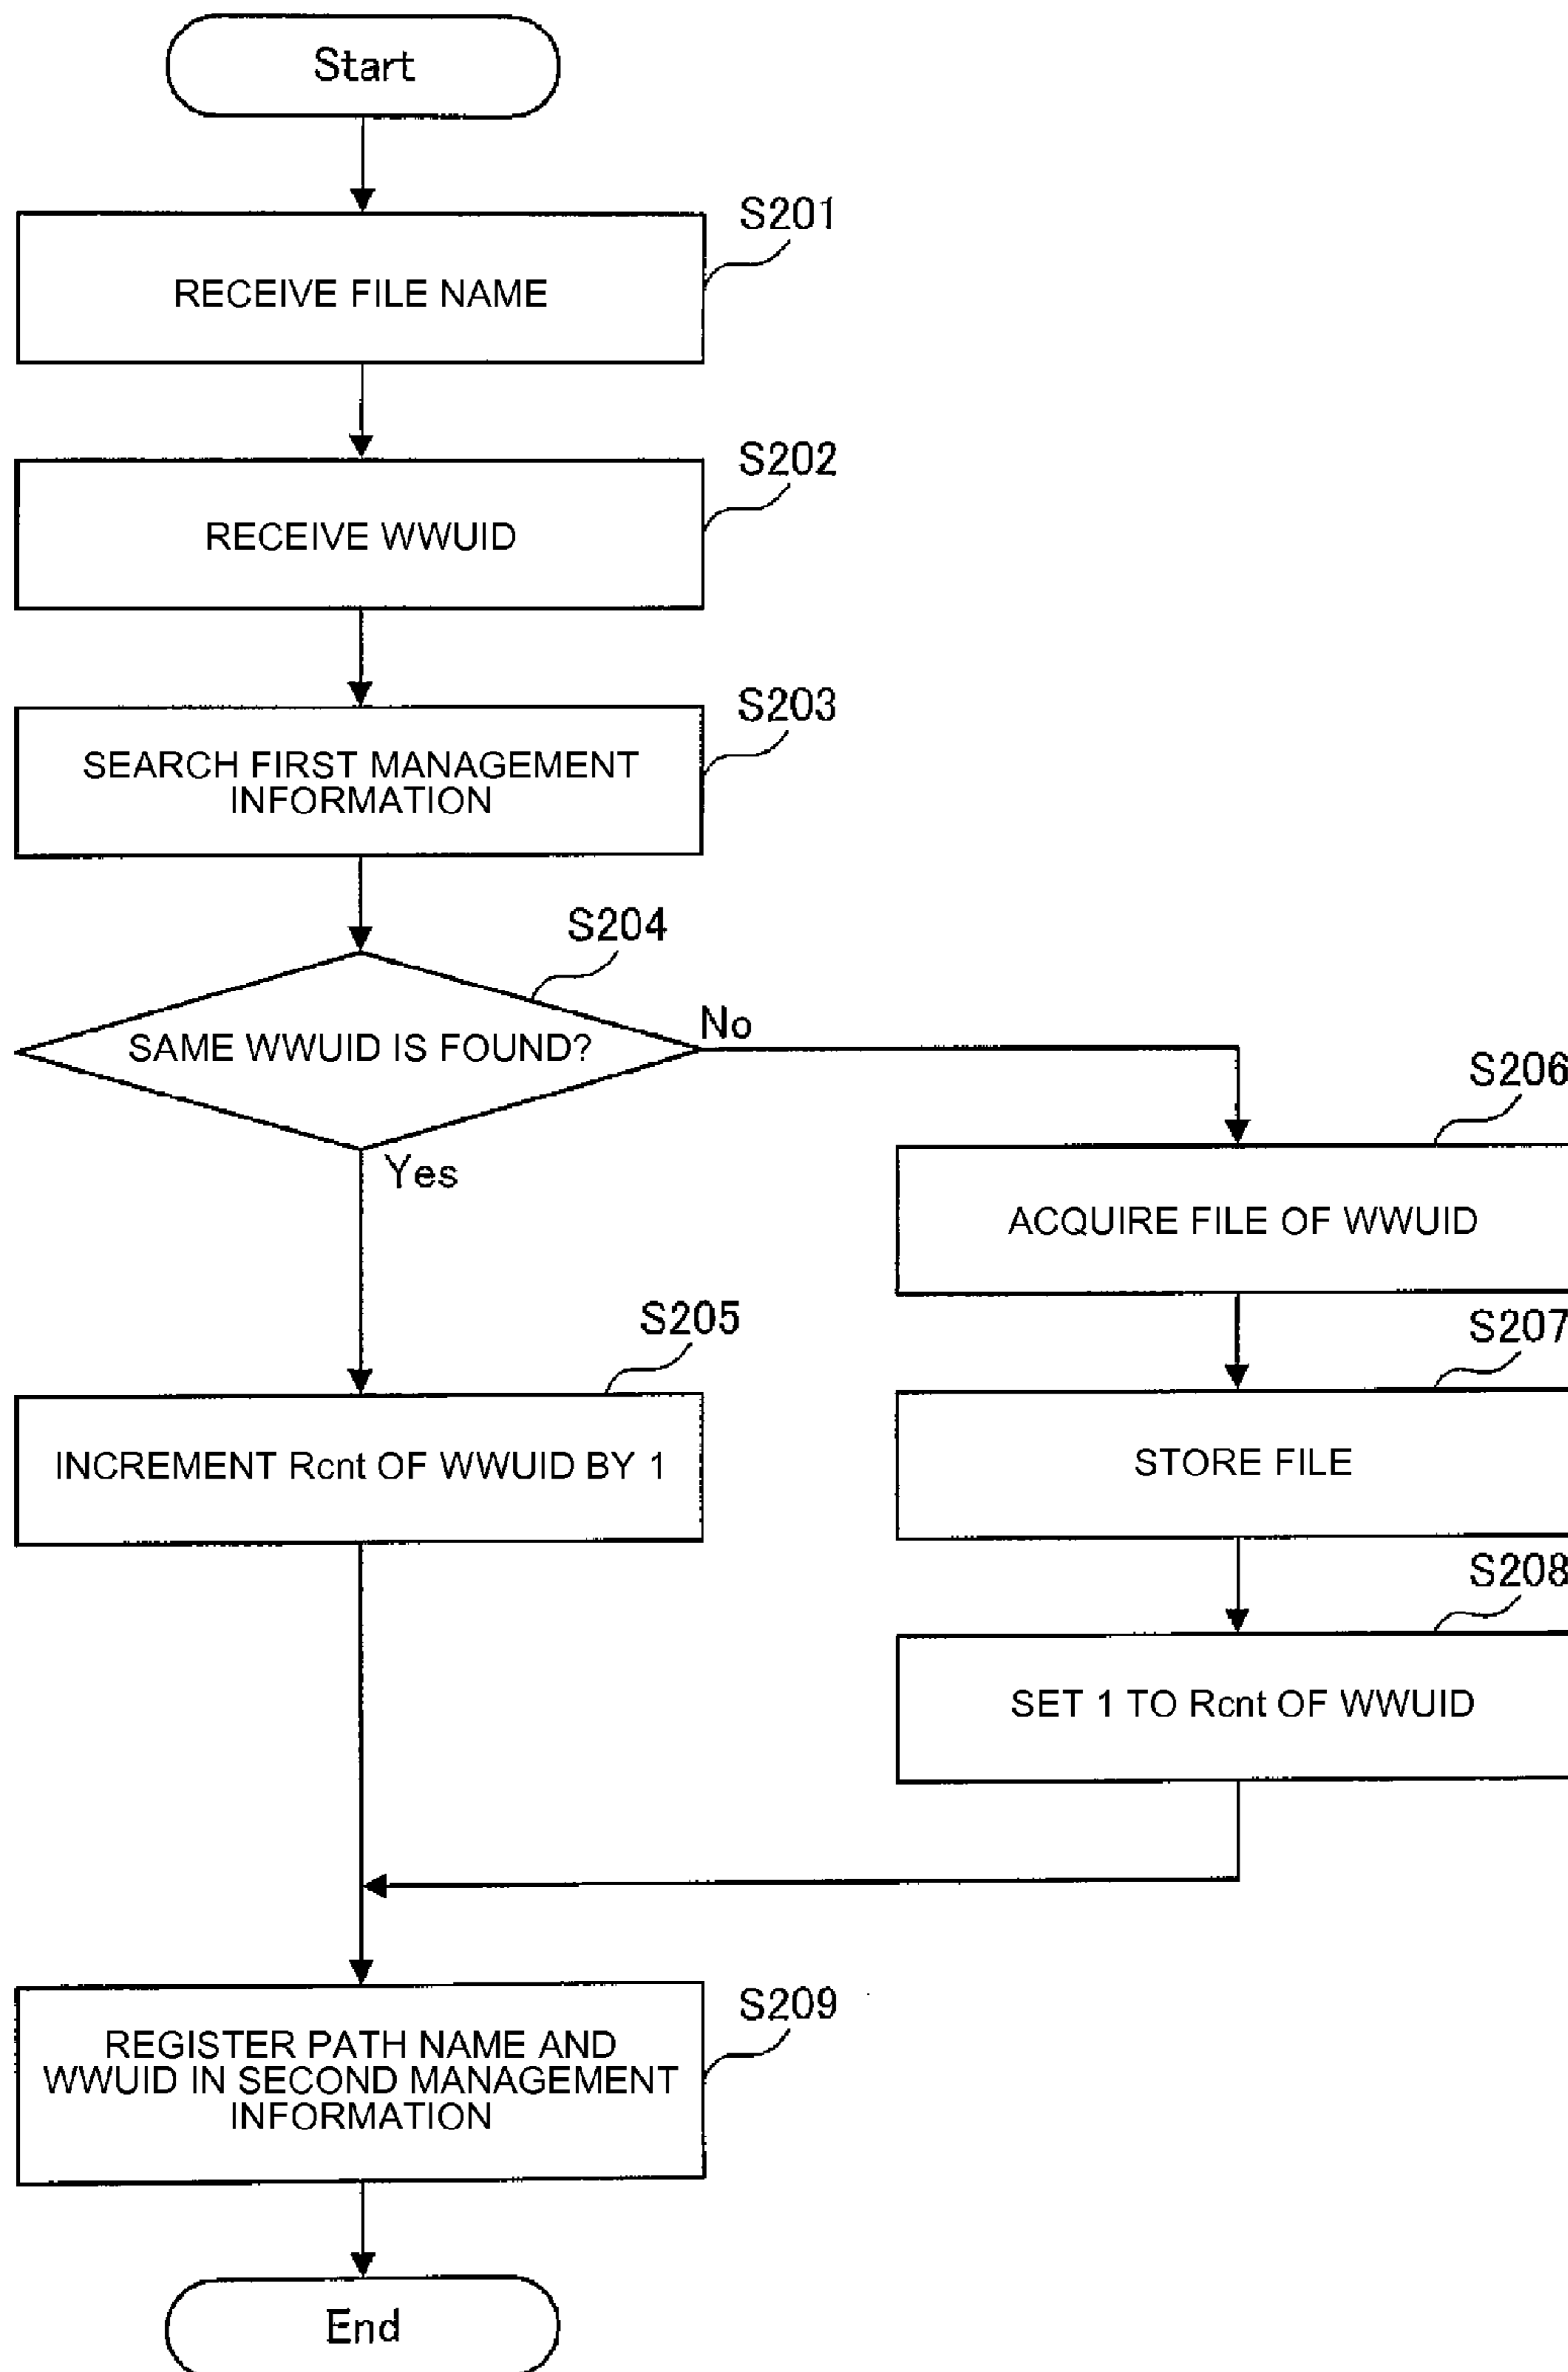 Start
S201
RECEIVE FILE NAME
S202
RECEIVE WWUID
S203
SEARCH FIRST MANAGEMENT
INFORMATION
S204
SAME WWUID IS FOUND?
No
Yes
S206
ACQUIRE FILE OF WWUID
S205
INCREMENT Rcnt OF WWUID BY 1
S207
STORE FILE
S208
SET 1 TO Rcnt OF WWUID
S209
REGISTER PATH NAME AND
WWUID IN SECOND MANAGEMENT
INFORMATION
End